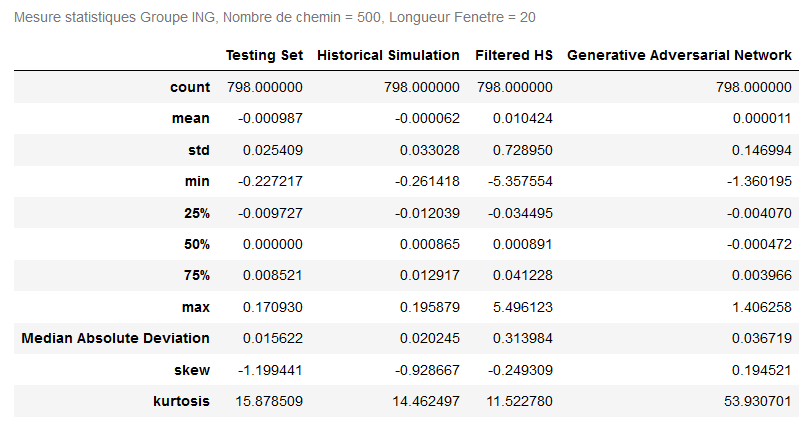 Mesure statistiques Groupe ING, Nombre de chemin = 500, Longueur Fenetre = 20
Testing Set Historical Simulation Filtered HS Generative Adversarial Network
count 798.000000 798.000000 798.000000 798.000000
mean -0.000987 -0.000062 0.010424 0.000011
std 0.025409 0.033028 0.728950 0.146994
min -0.227217 -0.261418 -5.357554 -1.360195
25% -0.009727 -0.012039 -0.034495 -0.004070
50% 0.000000 0.000865 0.000891 -0.000472
75% 0.008521 0.012917 0.041228 0.003966
max 0.170930 0.195879 5.496123 1.406258
Median Absolute Deviation 0.015622 0.020245 0.313984 0.036719
skew -1.199441 -0.928667 -0.249309 0.194521
kurtosis 15.878509 14.462497 11.522780 53.930701